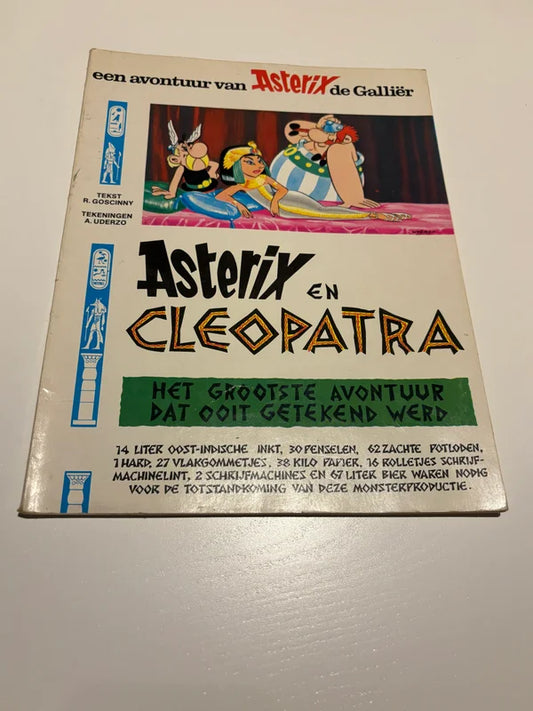 een avontuur van Asterix de Galliër
TEKST
R. GOSCINNY
TEKENINGEN
A. UDERZO
Asterix EN
CLEOPATRA
HET GROOTSTE AVONTUUR
DAT OOIT GETEKEND WERD
14 LITER OOST-INDISCHE INKT, 30 PENSELEN, 62 ZACHTE POTLODEN,
1 HARD, 27 VLAKGOMMETJES, 38 KILO PAPIER, 16 ROLLETJES SCHRIJF-
MACHINELINT, 2 SCHRIJFMACHINES EN 67 LITER BIER WAREN NODIG
VOOR DE TOTSTANDKOMING VAN DEZE MONSTERPRODUCTIE.